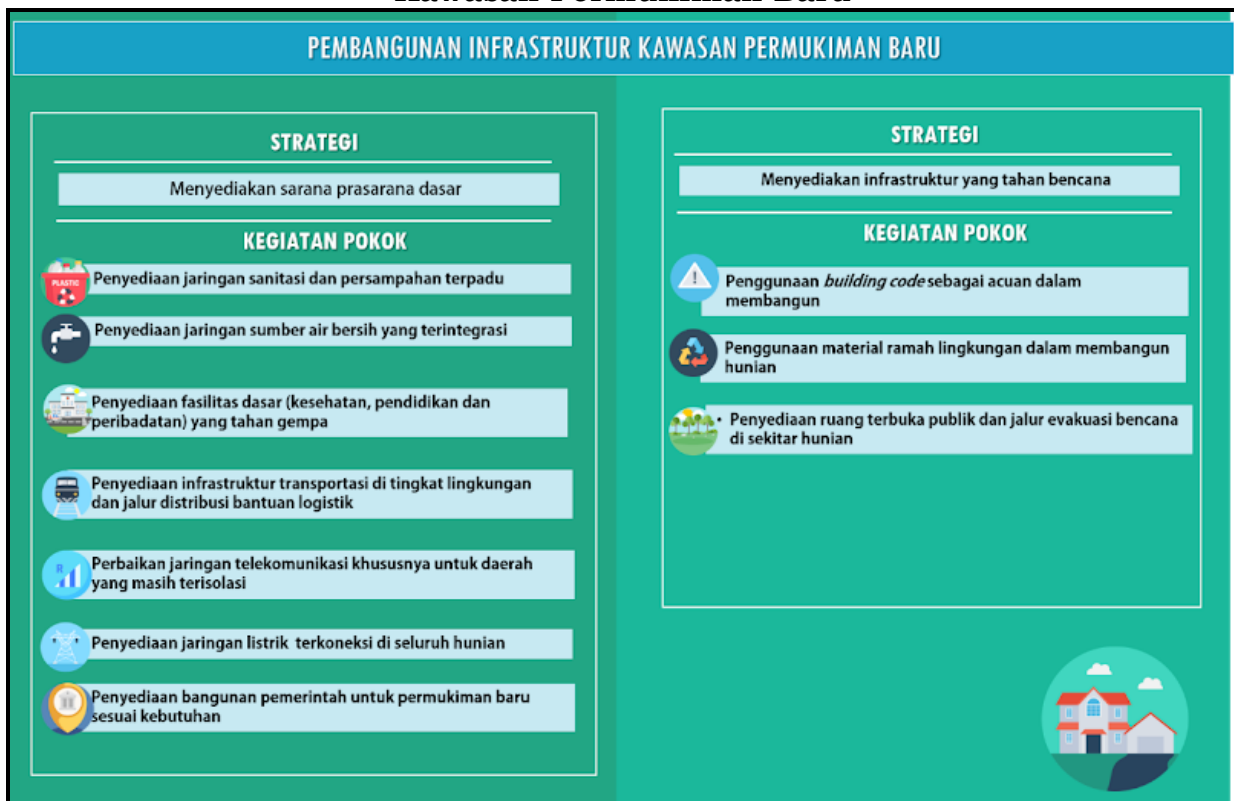 Kawasan Permukiman Baru
PEMBANGUNAN INFRASTRUKTUR KAWASAN PERMUKIMAN BARU
STRATEGI
Menyediakan sarana prasarana dasar
KEGIATAN POKOK
PLASTIC
Penyediaan jaringan sanitasi dan persampahan terpadu
Penyediaan jaringan sumber air bersih yang terintegrasi
Penyediaan fasilitas dasar (kesehatan, pendidikan dan
peribadatan) yang tahan gempa
Penyediaan infrastruktur transportasi di tingkat lingkungan
dan jalur distribusi bantuan logistik
R
Perbaikan jaringan telekomunikasi khususnya untuk daerah
yang masih terisolasi
Penyediaan jaringan listrik terkoneksi di seluruh hunian
Penyediaan bangunan pemerintah untuk permukiman baru
sesuai kebutuhan
STRATEGI
Menyediakan infrastruktur yang tahan bencana
KEGIATAN POKOK
Penggunaan building code sebagai acuan dalam
membangun
Penggunaan material ramah lingkungan dalam membangun
hunian
• Penyediaan ruang terbuka publik dan jalur evakuasi bencana
di sekitar hunian